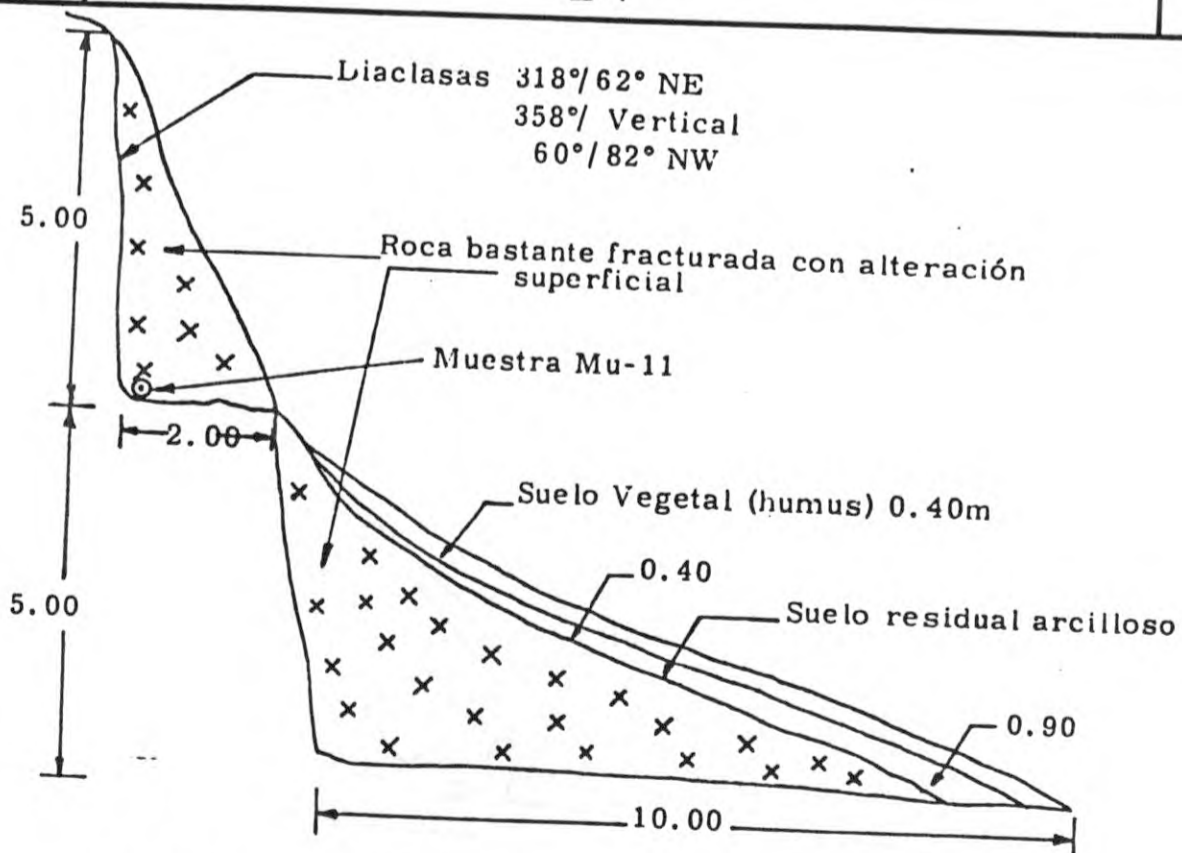 Liaclasas 318°/62° NE
358°/ Vertical
60°/82° NW
5.00
Roca bastante fracturada con alteración
superficial
Muestra Mu-11
2.00
Suelo Vegetal (humus) 0.40m
0.40
5.00
Suelo residual arcilloso
0.90
10.00